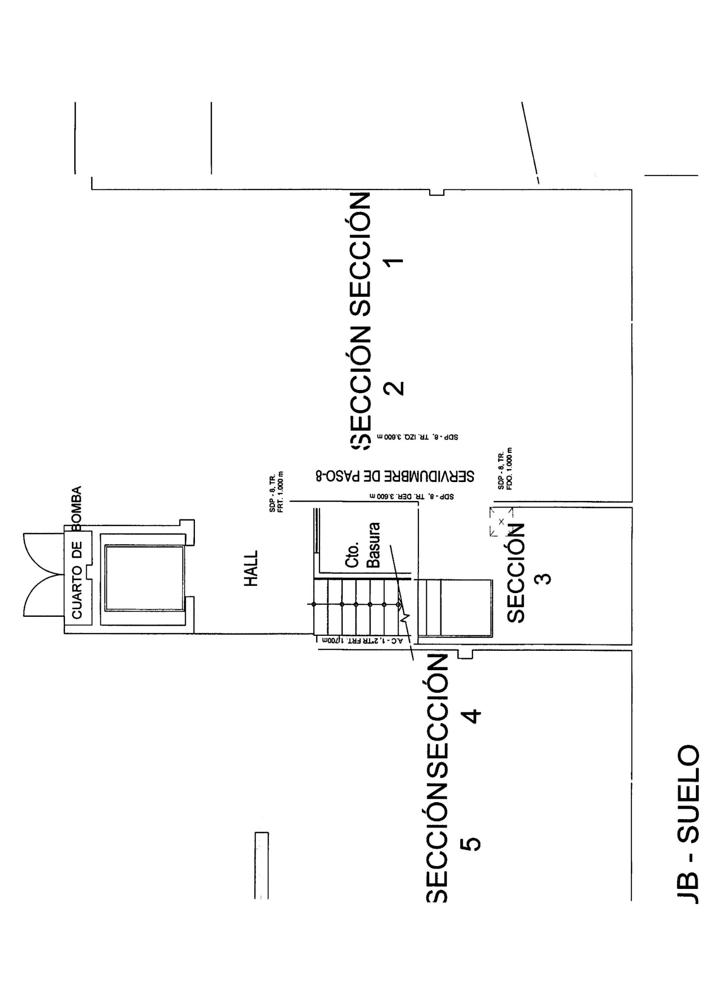 CUARTO DE BOMBA
HALL
SDP - 8, TR.
FRT. 1.000 m
Cto.
Basura
A.C - 1, 2°TR FRT. 1.700m
SERVIDUMBRE DE PASO-8
SDP - 8, TR. DER. 3.600 m
SDP - 8, TR. IZQ. 3.600 m
SECCIÓN SECCIÓN
2 1
SDP - 8, TR.
FDO. 1.000 m
SECCIÓN
3
SECCIÓN SECCIÓN
5 4
JB - SUELO